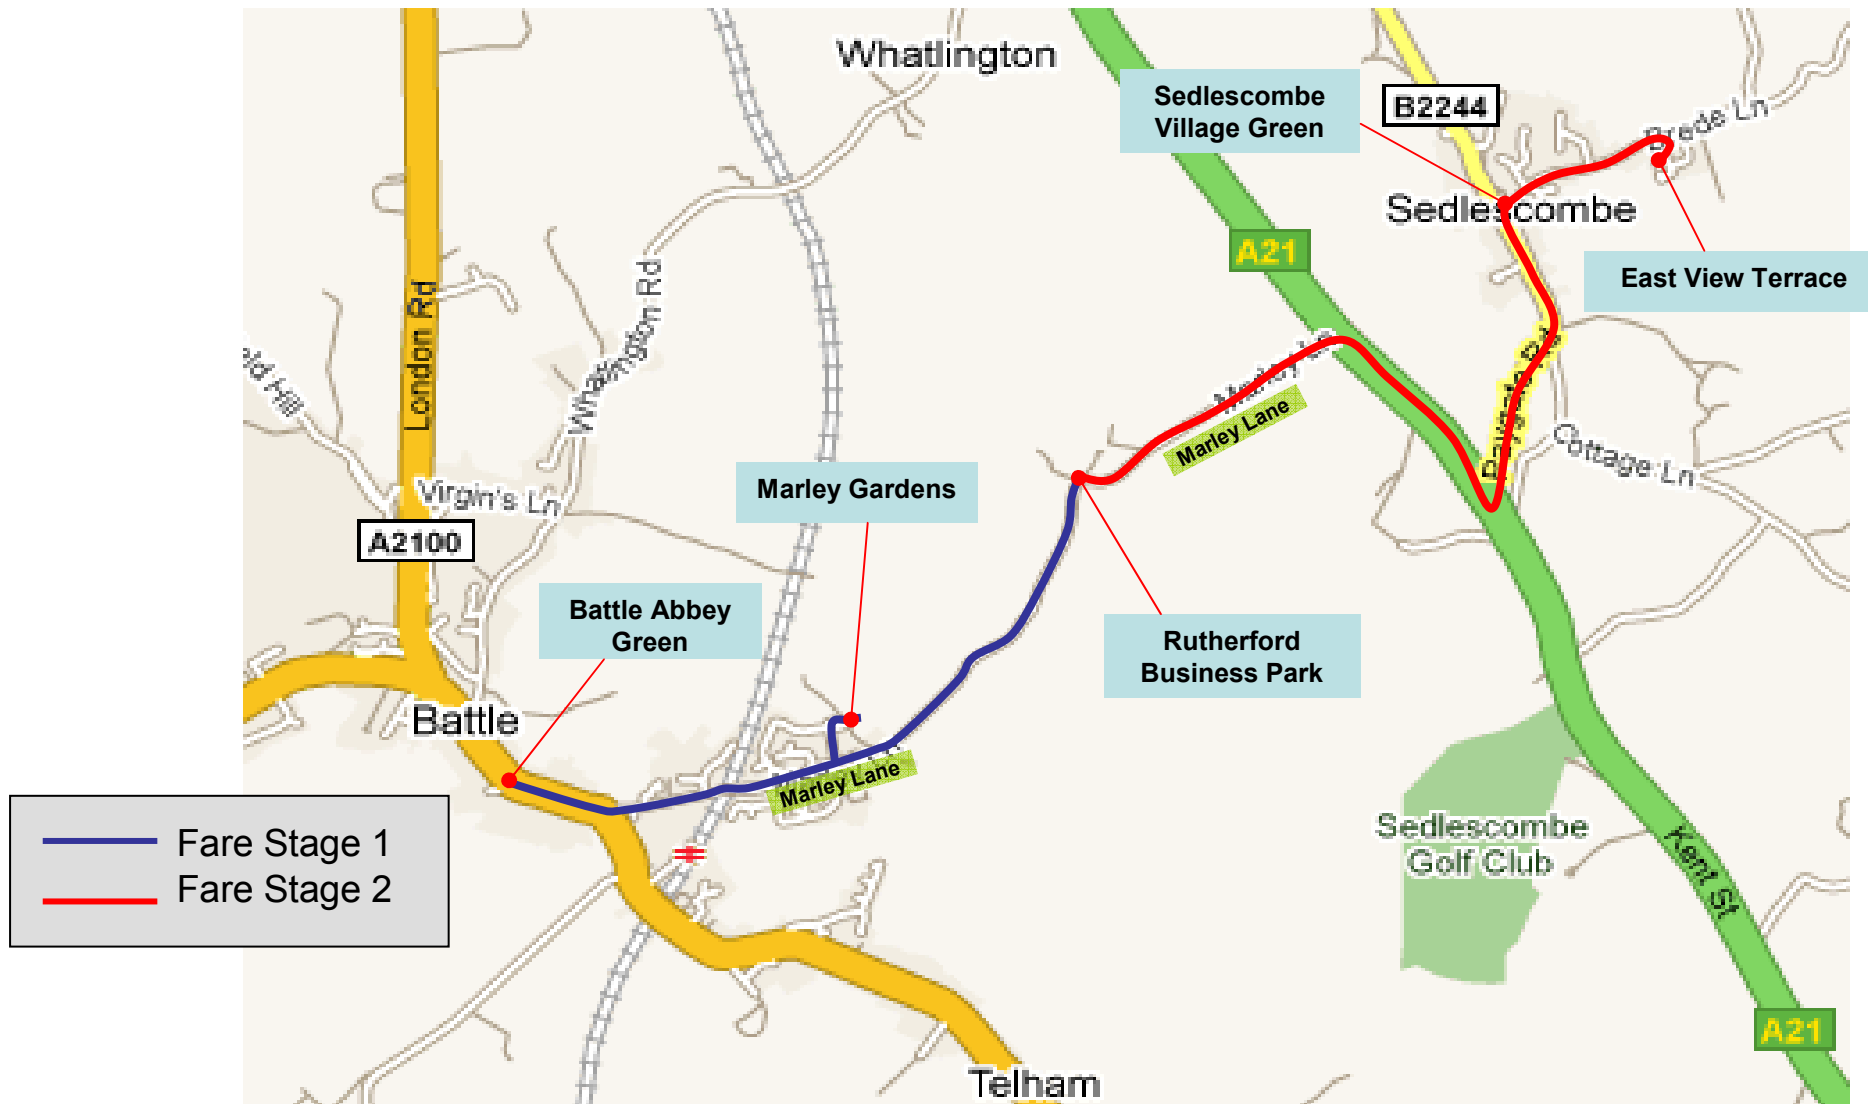 Whatlington
Sedlescombe
Village Green
B2244
Brede Ln
Sedlescombe
A21
East View Terrace
London Rd
Whatlington Rd
Marley Lane
Marley Gardens
Cottage Ln
Virgin's Ln
A2100
Battle Abbey
Green
Rutherford
Business Park
Battle
Marley Lane
Fare Stage 1
Fare Stage 2
Sedlescombe
Golf Club
Kent St
A21
Telham